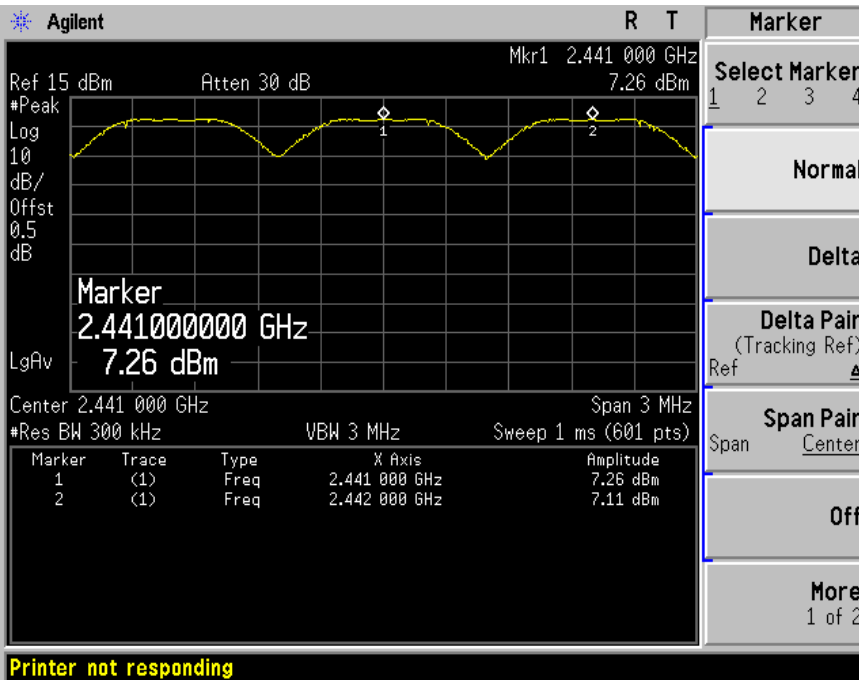 Agilent R T
Mkr1 2.441 000 GHz
Ref 15 dBm Atten 30 dB 7.26 dBm
#Peak
Log
10
dB/
Offst
0.5
dB
1
2
Marker
2.441000000 GHz
7.26 dBm
LgAv
Center 2.441 000 GHz Span 3 MHz
#Res BW 300 kHz VBW 3 MHz Sweep 1 ms (601 pts)
Marker Trace Type X Axis Amplitude
1 (1) Freq 2.441 000 GHz 7.26 dBm
2 (1) Freq 2.442 000 GHz 7.11 dBm
Printer not responding
Marker
Select Marker
1 2 3 4
Normal
Delta
Delta Pair
(Tracking Ref)
Ref Δ
Span Pair
Span Center
Off
More
1 of 2